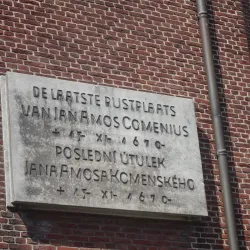 DE LAATSTE RUSTPLAATS
VAN JAN AMOS COMENIUS
+ 15 - XI - 1670 -
POSLEDNÍ ÚTULEK
JANA AMOSA KOMENSKÉHO
+ 15 - XI - 1670 -